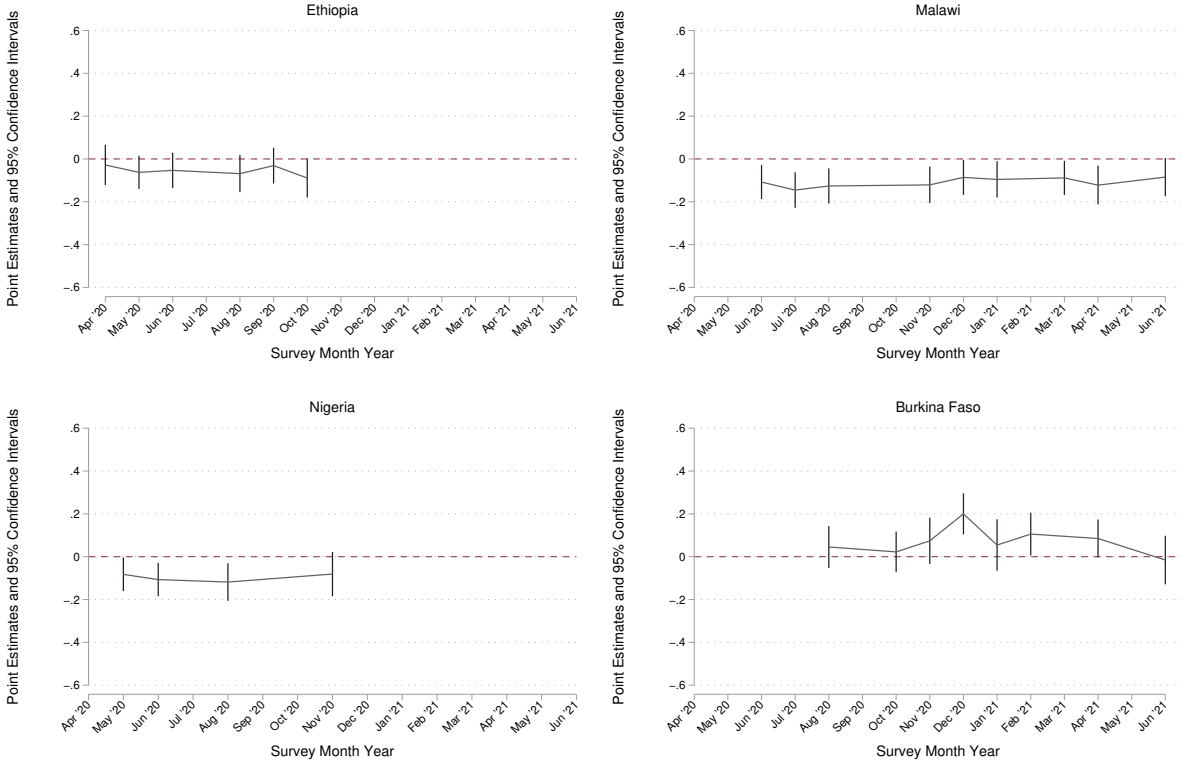 Ethiopia
Point Estimates and 95% Confidence Intervals
.6
.4
.2
0
−.2
−.4
−.6
Apr '20
May '20
Jun '20
Jul '20
Aug '20
Sep '20
Oct '20
Nov '20
Dec '20
Jan '21
Feb '21
Mar '21
Apr '21
May '21
Jun '21
Survey Month Year
Malawi
Point Estimates and 95% Confidence Intervals
.6
.4
.2
0
−.2
−.4
−.6
Apr '20
May '20
Jun '20
Jul '20
Aug '20
Sep '20
Oct '20
Nov '20
Dec '20
Jan '21
Feb '21
Mar '21
Apr '21
May '21
Jun '21
Survey Month Year
Nigeria
Point Estimates and 95% Confidence Intervals
.6
.4
.2
0
−.2
−.4
−.6
Apr '20
May '20
Jun '20
Jul '20
Aug '20
Sep '20
Oct '20
Nov '20
Dec '20
Jan '21
Feb '21
Mar '21
Apr '21
May '21
Jun '21
Survey Month Year
Burkina Faso
Point Estimates and 95% Confidence Intervals
.6
.4
.2
0
−.2
−.4
−.6
Apr '20
May '20
Jun '20
Jul '20
Aug '20
Sep '20
Oct '20
Nov '20
Dec '20
Jan '21
Feb '21
Mar '21
Apr '21
May '21
Jun '21
Survey Month Year